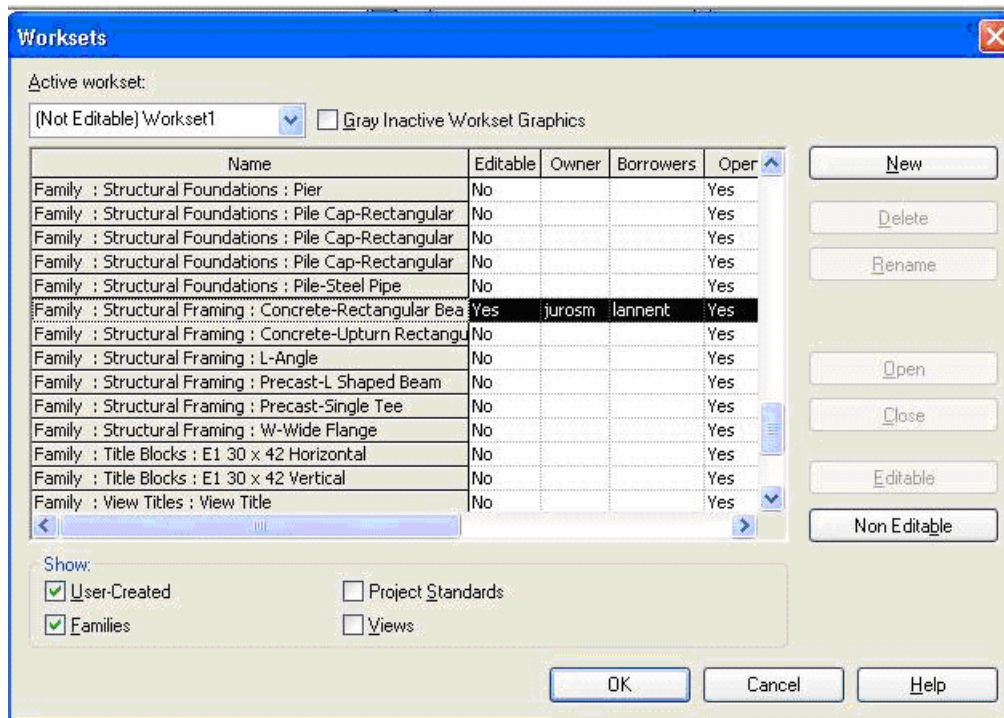 Worksets
Active workset:
(Not Editable) Workset1
Gray Inactive Workset Graphics
Name Editable Owner Borrowers Oper
Family : Structural Foundations : Pier No Yes
Family : Structural Foundations : Pile Cap-Rectangular No Yes
Family : Structural Foundations : Pile Cap-Rectangular No Yes
Family : Structural Foundations : Pile Cap-Rectangular No Yes
Family : Structural Foundations : Pile-Steel Pipe No Yes
Family : Structural Framing : Concrete-Rectangular Bea Yes jurosm lannent Yes
Family : Structural Framing : Concrete-Upturn Rectangu No Yes
Family : Structural Framing : L-Angle No Yes
Family : Structural Framing : Precast-L Shaped Beam No Yes
Family : Structural Framing : Precast-Single Tee No Yes
Family : Structural Framing : W-Wide Flange No Yes
Family : Title Blocks : E1 30 x 42 Horizontal No Yes
Family : Title Blocks : E1 30 x 42 Vertical No Yes
Family : View Titles : View Title No Yes
New
Delete
Rename
Open
Close
Editable
Non Editable
Show:
User-Created Project Standards
Families Views
OK Cancel Help